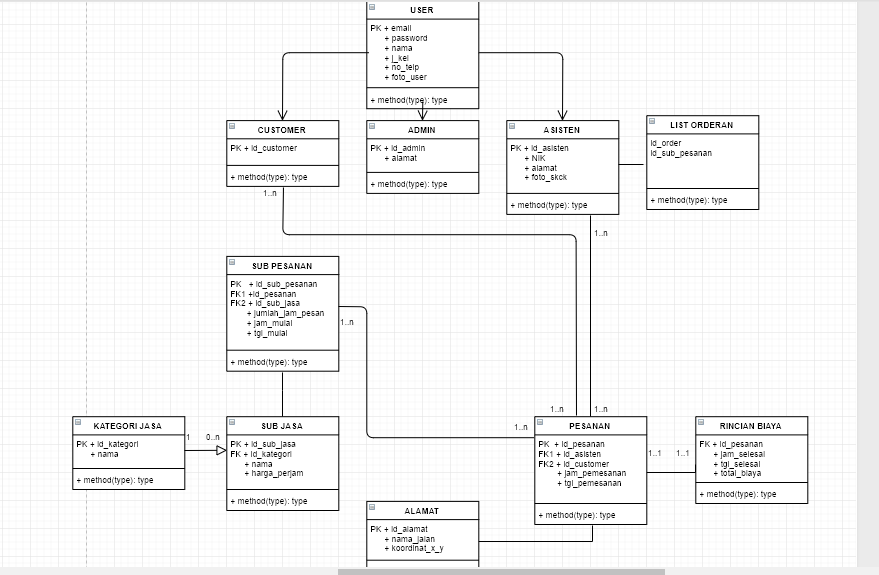 USER
PK + email
+ password
+ nama
+ j_kel
+ no_telp
+ foto_user
+ method(type): type
CUSTOMER
PK + id_customer
+ method(type): type
1..n
ADMIN
PK + id_admin
+ alamat
+ method(type): type
ASISTEN
PK + id_asisten
+ NIK
+ alamat
+ foto_skck
+ method(type): type
1..n
LIST ORDERAN
id_order
id_sub_pesanan
+ method(type): type
SUB PESANAN
PK + id_sub_pesanan
FK1 +id_pesanan
FK2 + id_sub_jasa
+ jumlah_jam_pesan
+ jam_mulai
+ tgl_mulai
+ method(type): type
1..n
KATEGORI JASA
PK + id_kategori
+ nama
+ method(type): type
1
0..n
SUB JASA
PK + id_sub_jasa
FK + id_kategori
+ nama
+ harga_perjam
+ method(type): type
1..n
1..n
1..n
PESANAN
PK + id_pesanan
FK1 + id_asisten
FK2 + id_customer
+ jam_pemesanan
+ tgl_pemesanan
+ method(type): type
1..1
1..1
RINCIAN BIAYA
FK + id_pesanan
+ jam_selesai
+ tgl_selesai
+ total_biaya
+ method(type): type
ALAMAT
PK + id_alamat
+ nama_jalan
+ koordinat_x_y